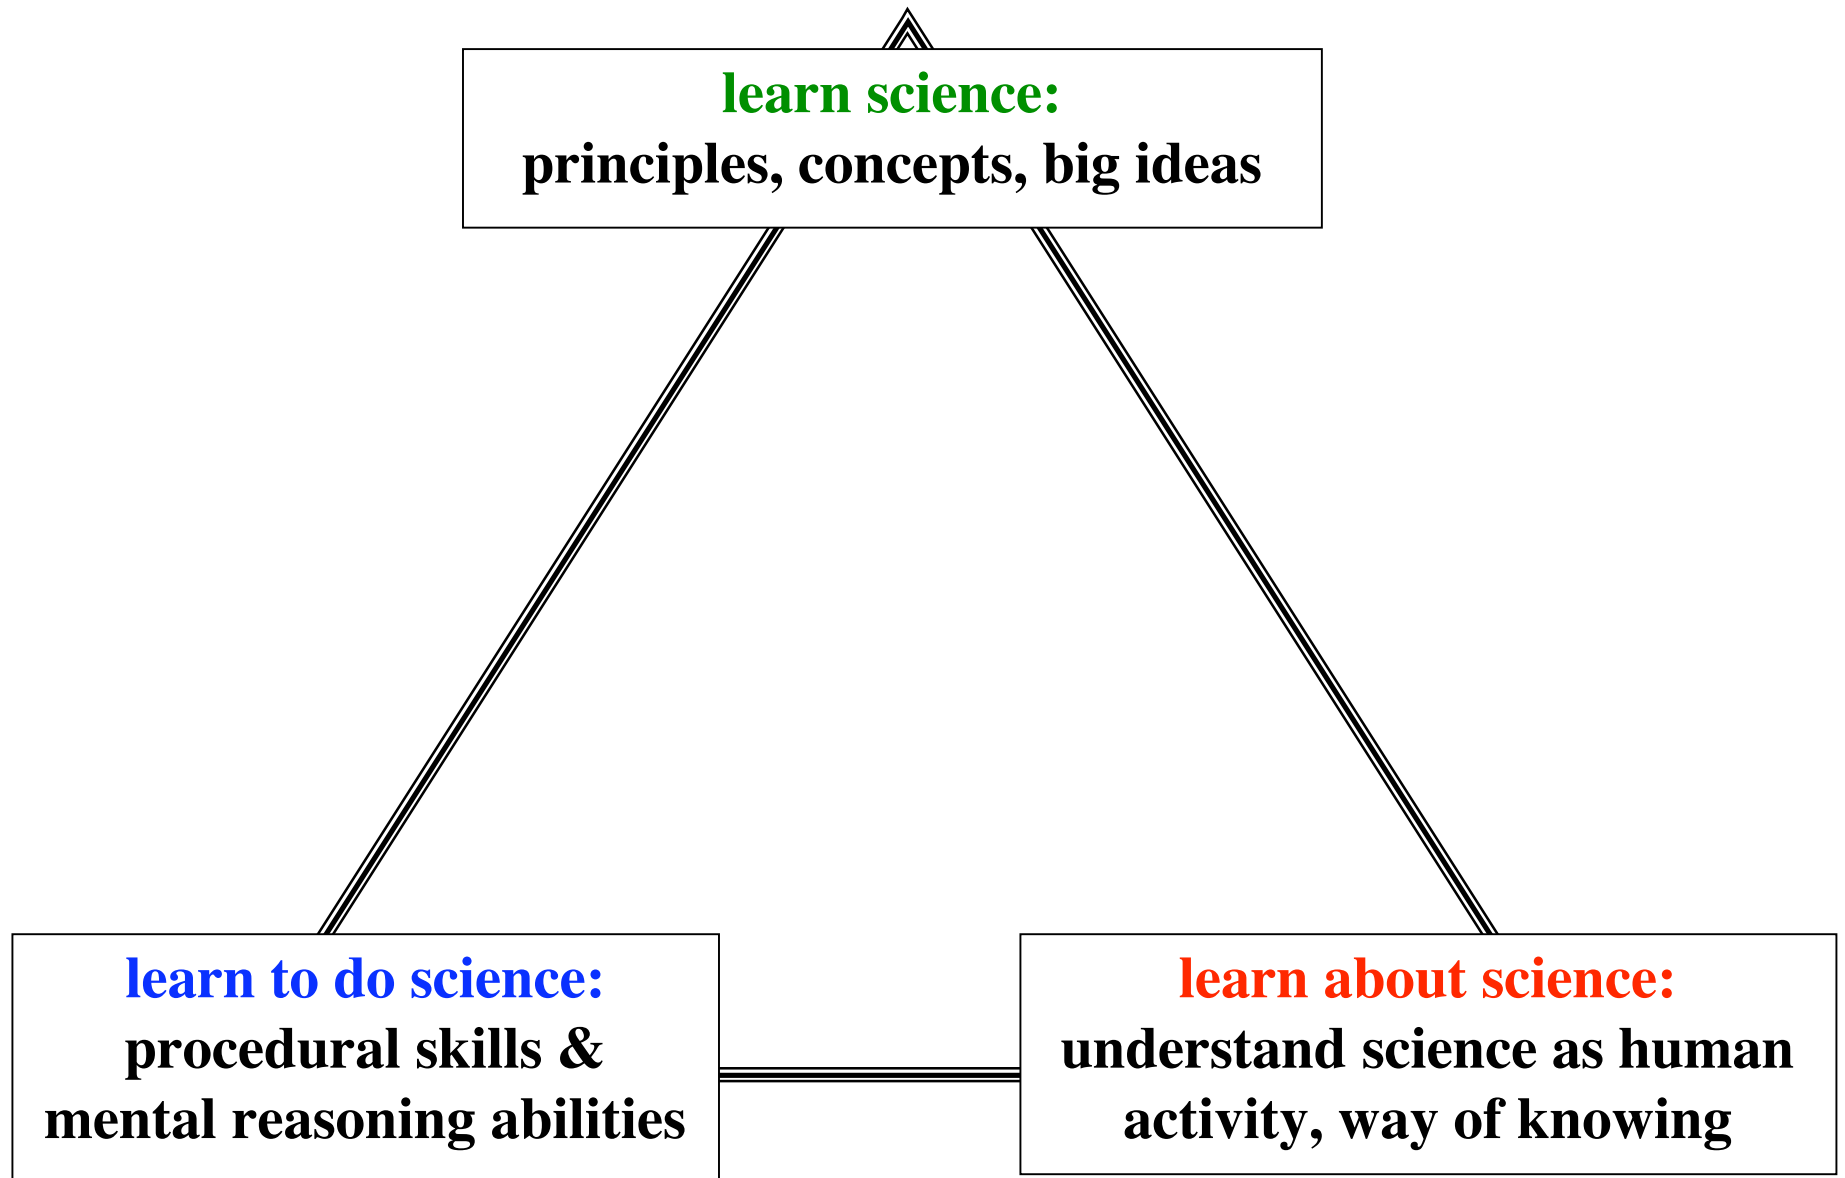 learn science:
principles, concepts, big ideas
learn to do science:
procedural skills &
mental reasoning abilities
learn about science:
understand science as human
activity, way of knowing